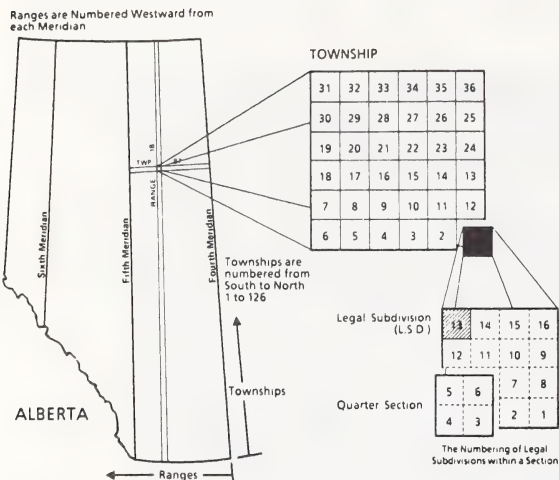 Ranges are Numbered Westward from
each Meridian
TOWNSHIP
31 32 33 34 35 36
30 29 28 27 26 25
19 20 21 22 23 24
18 17 16 15 14 13
7 8 9 10 11 12
6 5 4 3 2
TWP
18
RANGE
Sixth Meridian
Fifth Meridian
Fourth Meridian
Townships are
numbered from
South to North
1 to 126
Townships
ALBERTA
Ranges
Legal Subdivision
(L.S.D)
13 14 15 16
12 11 10 9
7 8
2 1
Quarter Section
5 6
4 3
The Numbering of Legal
Subdivisions within a Section